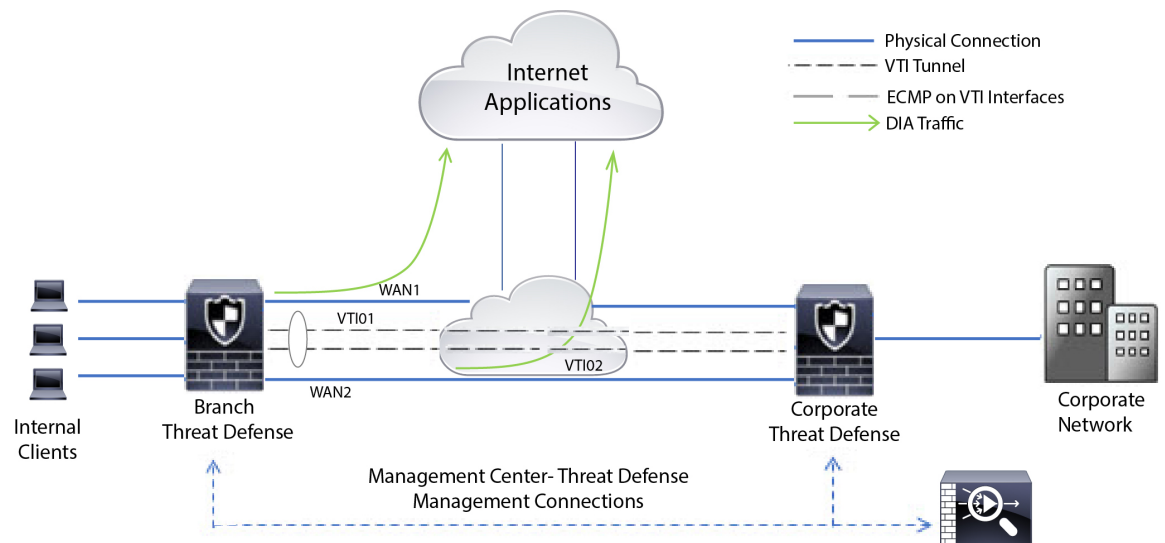 Internet
Applications
Physical Connection
VTI Tunnel
ECMP on VTI Interfaces
DIA Traffic
WAN1
VTI01
VTI02
WAN2
Internal
Clients
Branch
Threat Defense
Corporate
Threat Defense
Corporate
Network
Management Center- Threat Defense
Management Connections